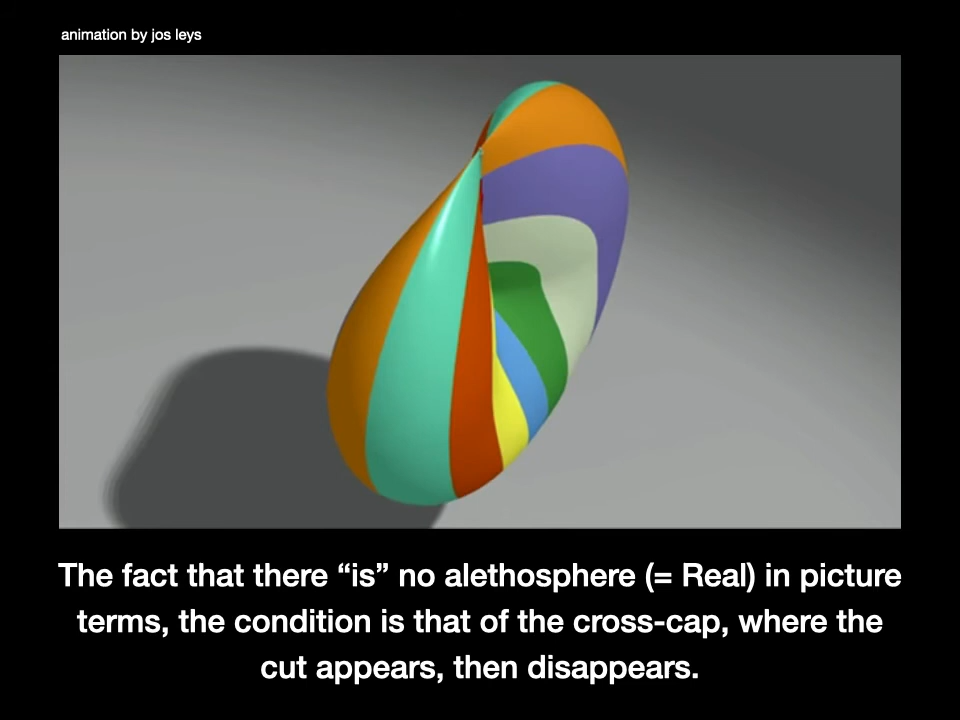 animation by jos leys
The fact that there “is” no alethosphere (= Real) in picture
terms, the condition is that of the cross-cap, where the
cut appears, then disappears.